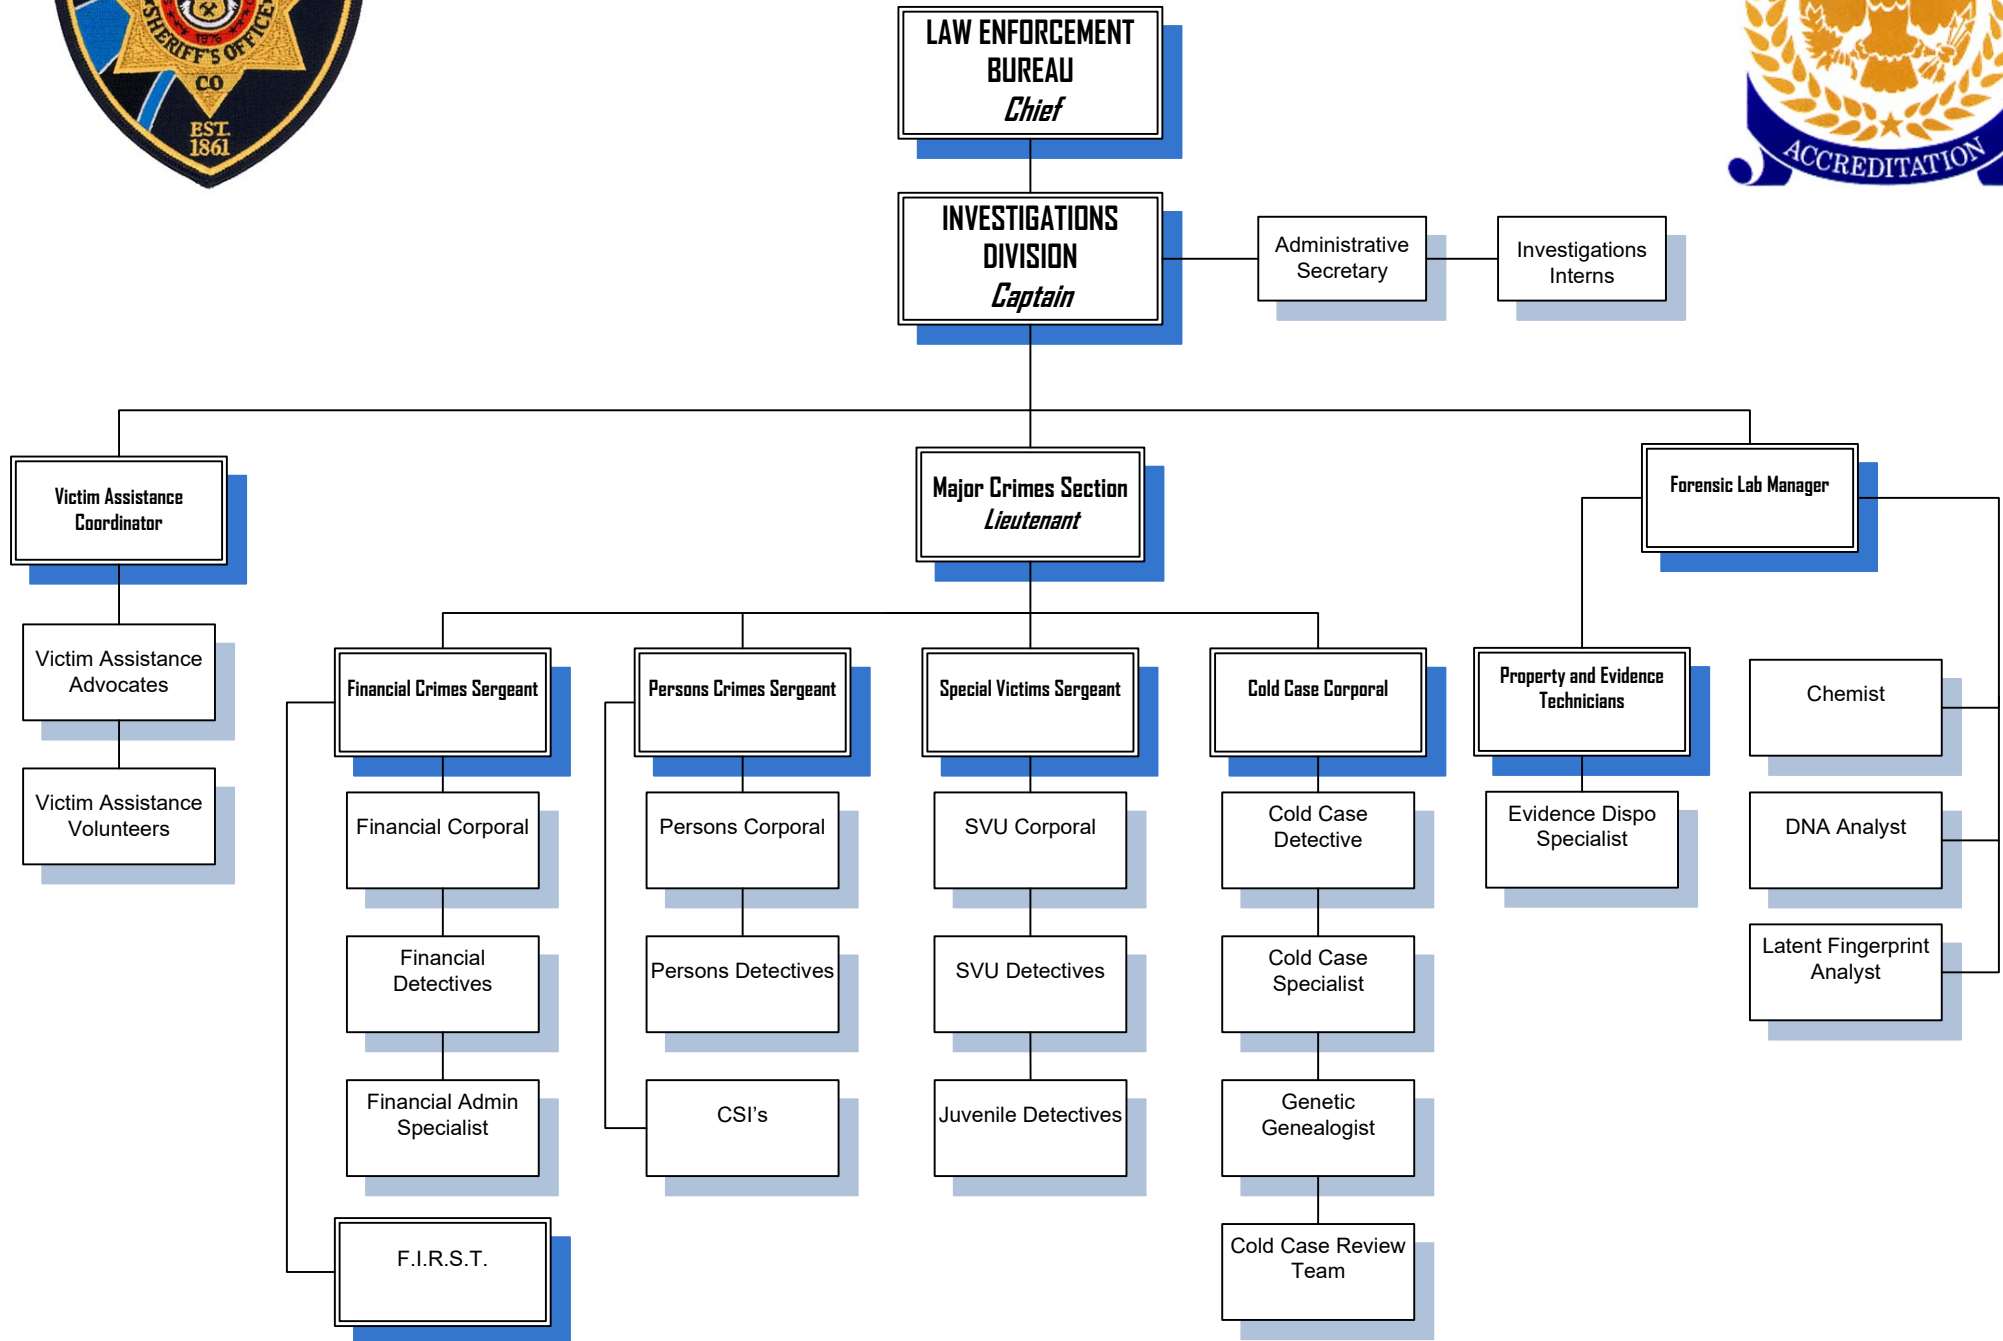 1876
SHERIFF'S OFFICE
CO
EST.
1861
ACCREDITATION
LAW ENFORCEMENT
BUREAU
Chief
INVESTIGATIONS
DIVISION
Captain
Administrative
Secretary
Investigations
Interns
Victim Assistance
Coordinator
Major Crimes Section
Lieutenant
Forensic Lab Manager
Victim Assistance
Advocates
Victim Assistance
Volunteers
Financial Crimes Sergeant
Persons Crimes Sergeant
Special Victims Sergeant
Cold Case Corporal
Property and Evidence
Technicians
Chemist
Financial Corporal
Persons Corporal
SVU Corporal
Cold Case
Detective
Evidence Dispo
Specialist
DNA Analyst
Financial
Detectives
Persons Detectives
SVU Detectives
Cold Case
Specialist
Latent Fingerprint
Analyst
Financial Admin
Specialist
CSI's
Juvenile Detectives
Genetic
Genealogist
F.I.R.S.T.
Cold Case Review
Team